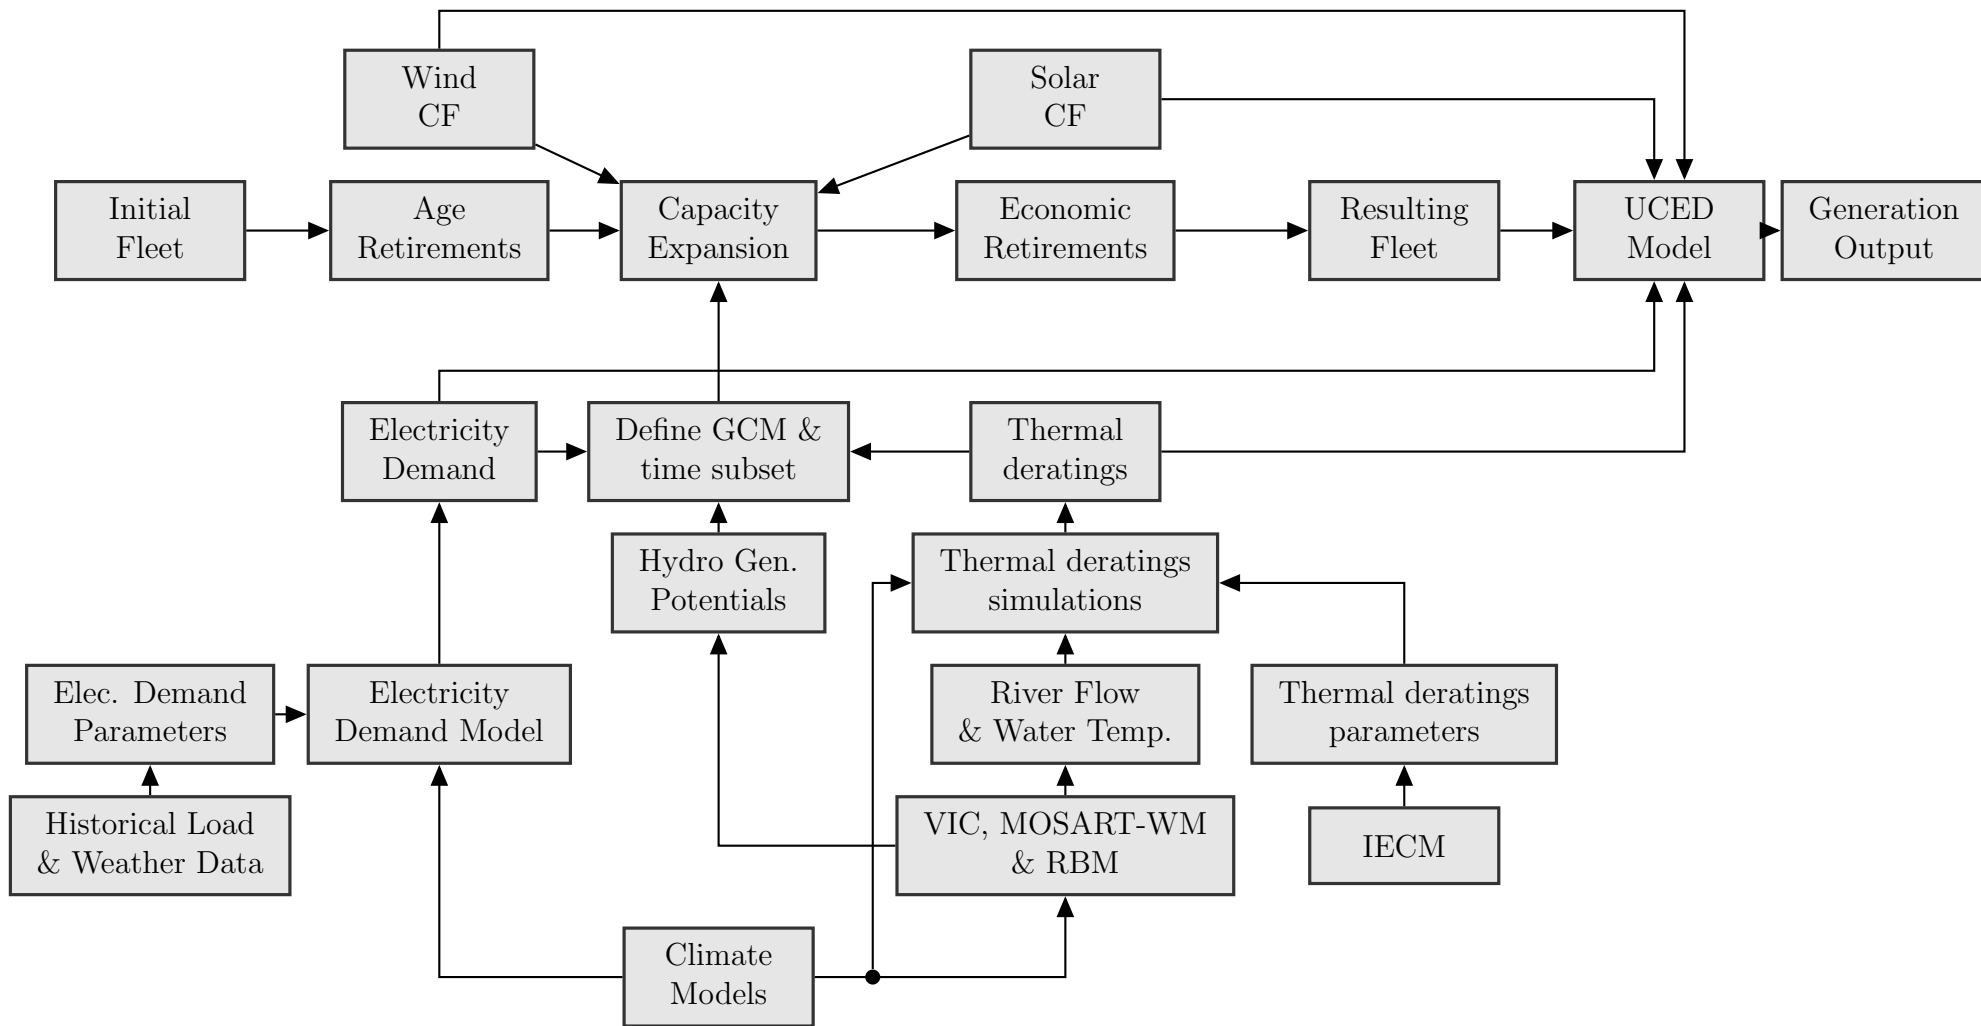 Wind
CF
Solar
CF
Initial
Fleet
Age
Retirements
Capacity
Expansion
Economic
Retirements
Resulting
Fleet
UCED
Model
Generation
Output
Electricity
Demand
Define GCM &
time subset
Thermal
deratings
Hydro Gen.
Potentials
Thermal deratings
simulations
Elec. Demand
Parameters
Electricity
Demand Model
River Flow
& Water Temp.
Thermal deratings
parameters
Historical Load
& Weather Data
VIC, MOSART-WM
& RBM
IECM
Climate
Models